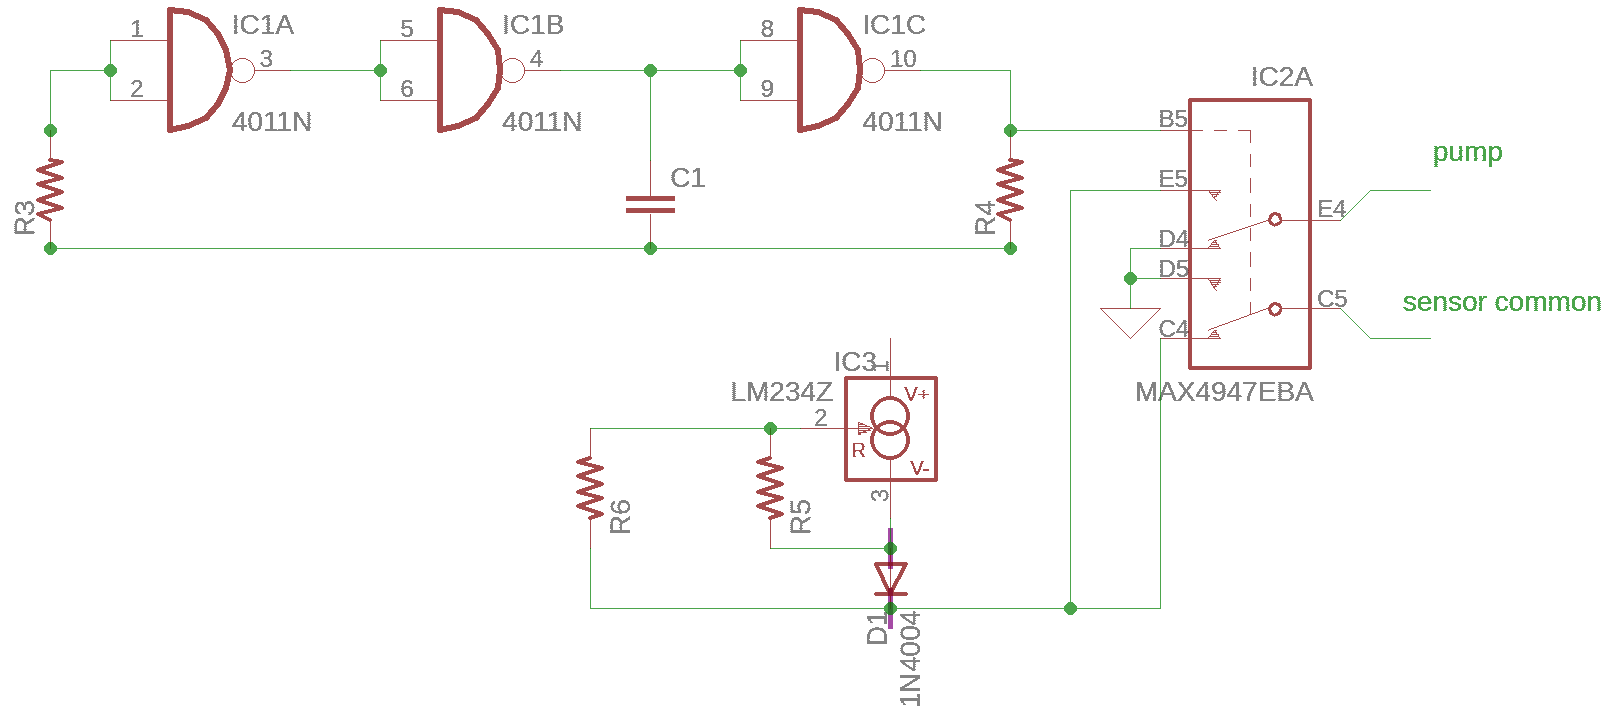 IC1A
1
2
3
4011N
IC1B
5
6
4
4011N
IC1C
8
9
10
4011N
R3
C1
R4
IC2A
B5
E5
D4
D5
C4
E4
C5
MAX4947EBA
pump
sensor common
IC3
1
LM234Z
V+
2
R
V-
3
R6
R5
D1
1N4004